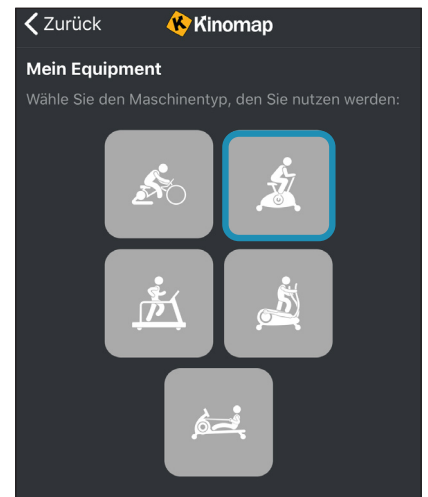 Zurück
Kinomap
Mein Equipment
Wähle Sie den Maschinentyp, den Sie nutzen werden: